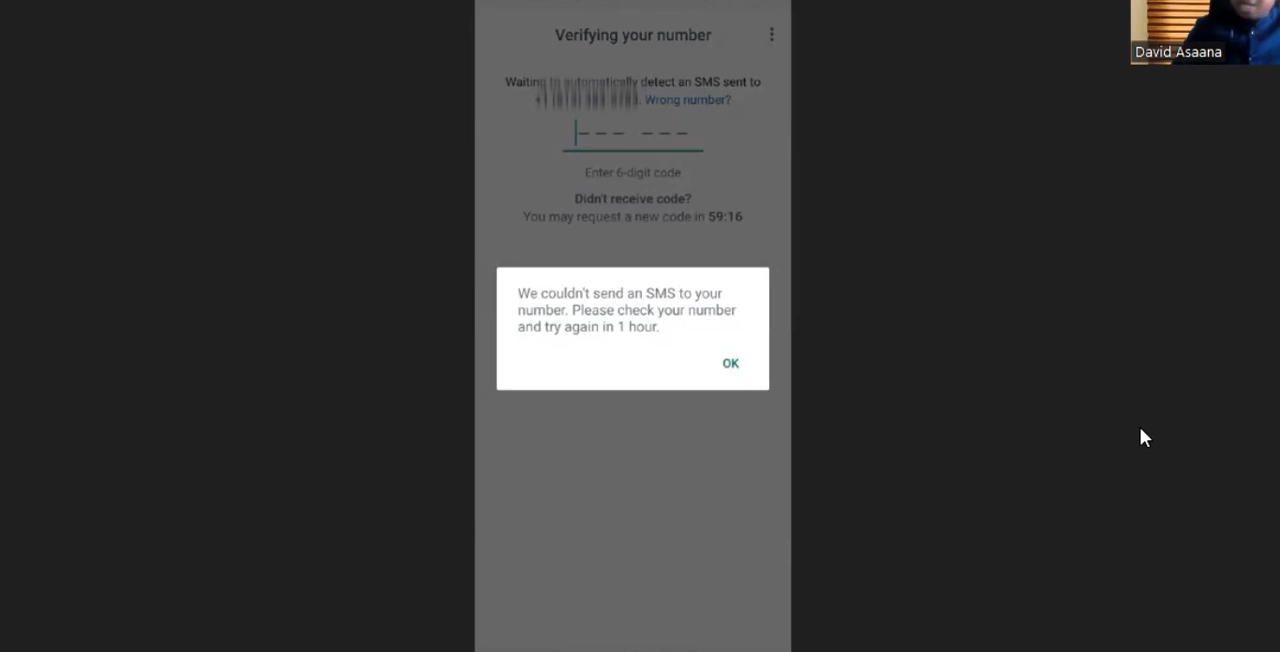 Verifying your number
Waiting to automatically detect an SMS sent to
. Wrong number?
Enter 6-digit code
Didn't receive code?
You may request a new code in 59:16
We couldn't send an SMS to your
number. Please check your number
and try again in 1 hour.
OK
David Asaana